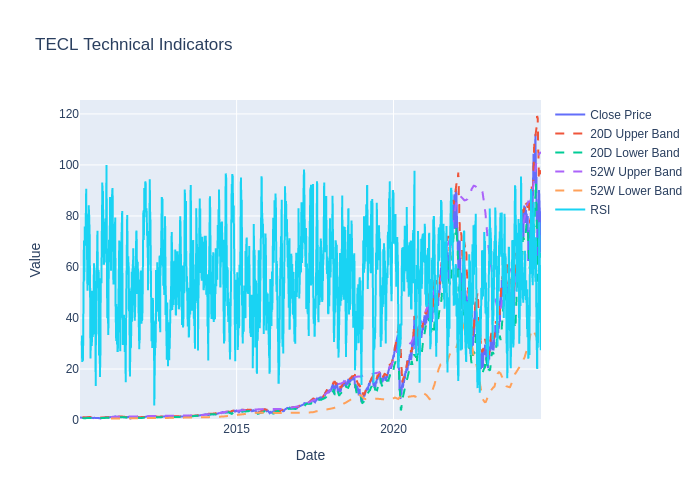 TECL Technical Indicators
120
100
80
60
40
20
0
Value
2015
2020
Date
Close Price
20D Upper Band
20D Lower Band
52W Upper Band
52W Lower Band
RSI